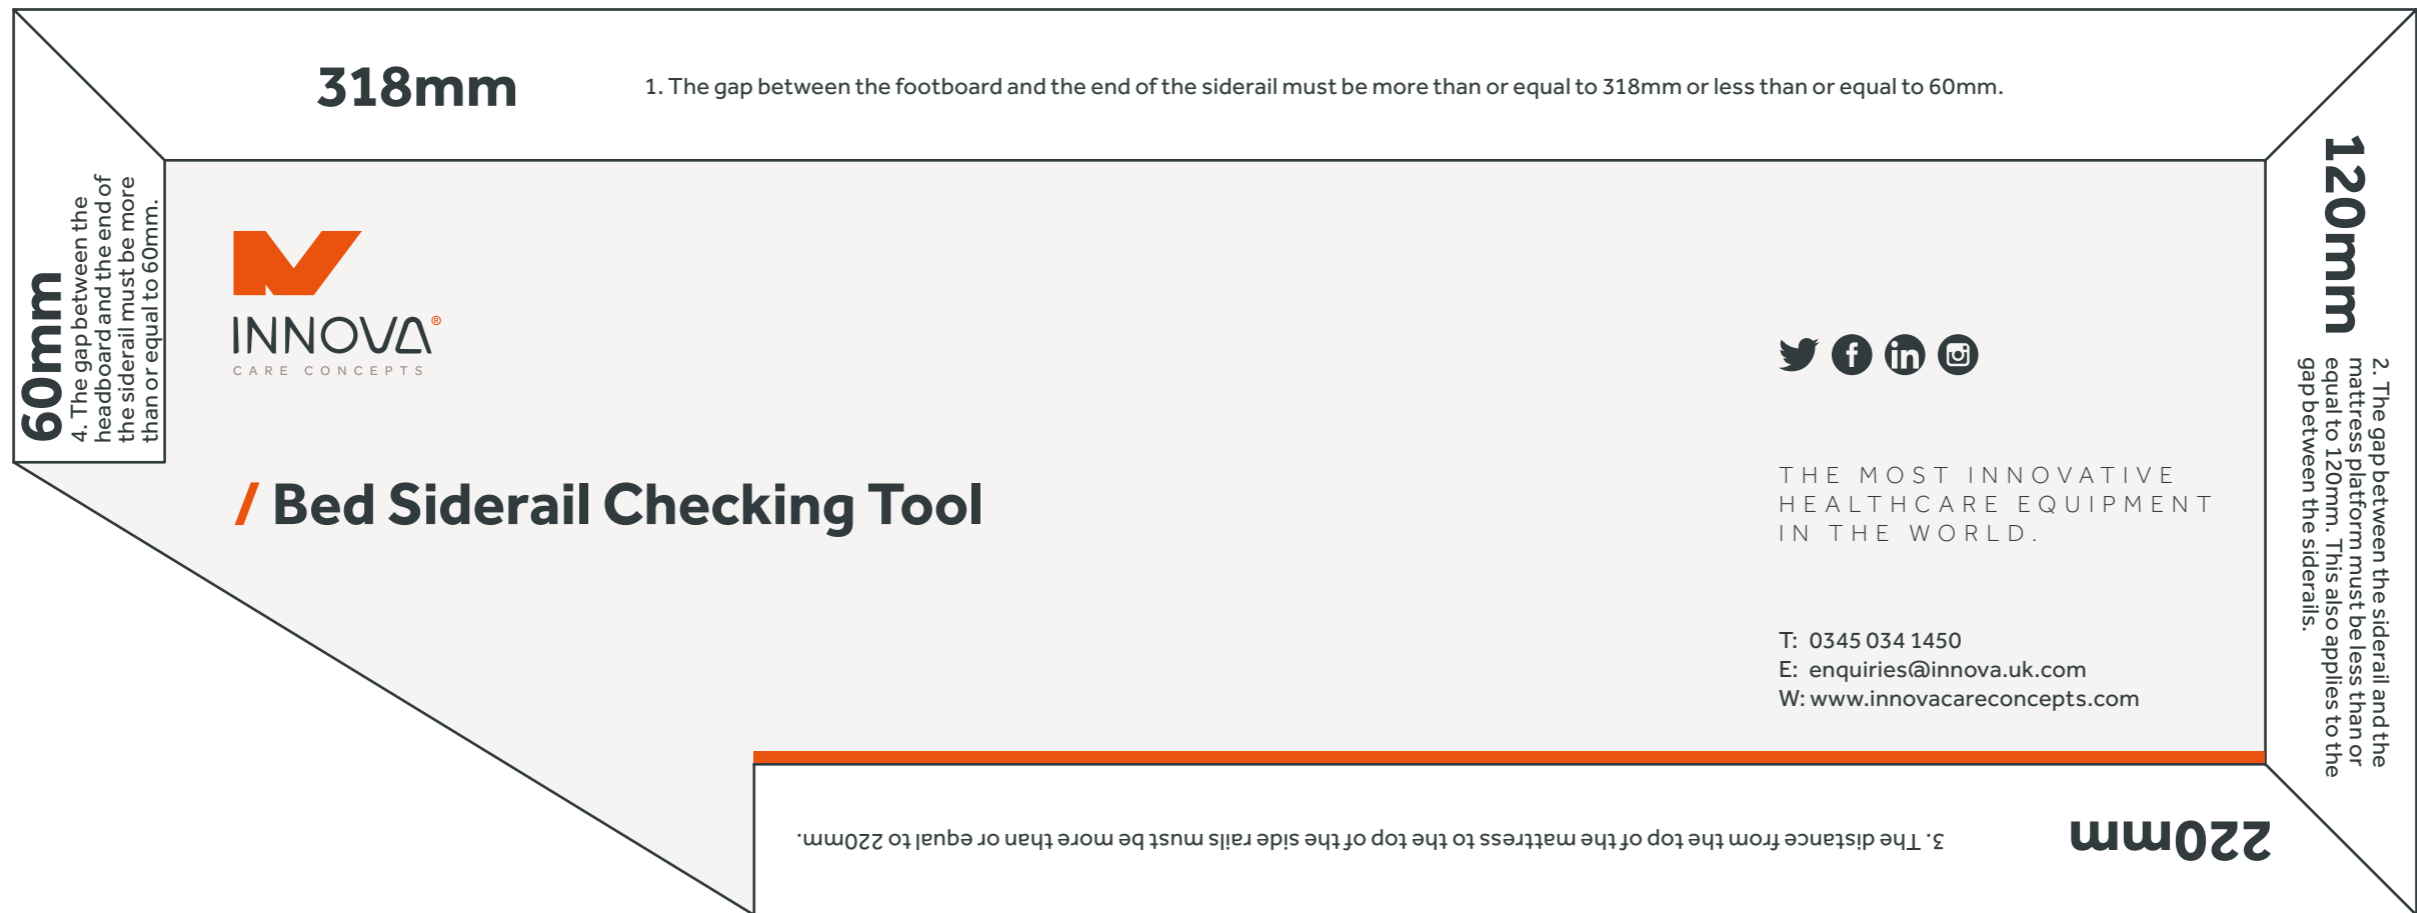 318mm
1. The gap between the footboard and the end of the siderail must be more than or equal to 318mm or less than or equal to 60mm.
120mm
2. The gap between the siderail and the
mattress platform must be less than or
equal to 120mm. This also applies to the
gap between the siderails.
220mm
3. The distance from the top of the mattress to the top of the side rails must be more than or equal to 220mm.
60mm
4. The gap between the
headboard and the end of
the siderail must be more
than or equal to 60mm.
INNOVA®
CARE CONCEPTS
/ Bed Siderail Checking Tool
f in
THE MOST INNOVATIVE
HEALTHCARE EQUIPMENT
IN THE WORLD.
T: 0345 034 1450
E: enquiries@innova.uk.com
W: www.innovacareconcepts.com